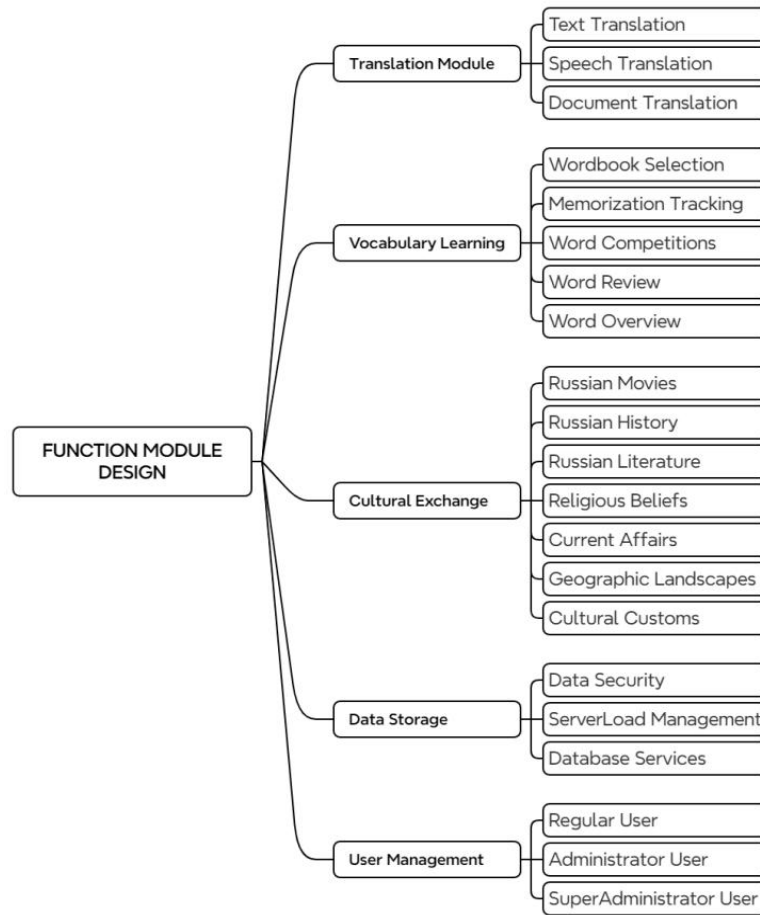 FUNCTION MODULE
DESIGN
Translation Module
Text Translation
Speech Translation
Document Translation
Vocabulary Learning
Wordbook Selection
Memorization Tracking
Word Competitions
Word Review
Word Overview
Cultural Exchange
Russian Movies
Russian History
Russian Literature
Religious Beliefs
Current Affairs
Geographic Landscapes
Cultural Customs
Data Storage
Data Security
ServerLoad Management
Database Services
User Management
Regular User
Administrator User
SuperAdministrator User